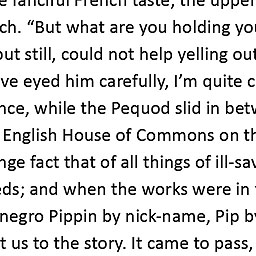 e fanciful French taste, the upper
ch. “But what are you holding yo
out still, could not help yelling out
ve eyed him carefully, I’m quite c
nce, while the Pequod slid in betw
English House of Commons on th
nge fact that of all things of ill-sav
eds; and when the works were in
negro Pippin by nick-name, Pip b
t us to the story. It came to pass,